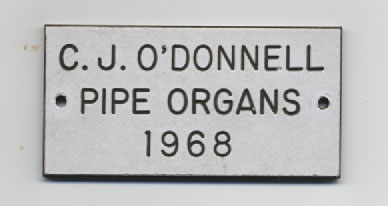 C. J. O'DONNELL
PIPE ORGANS
1968